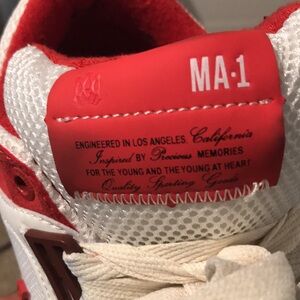 MA·1
ENGINEERED IN LOS ANGELES, California
Inspired BY Precious MEMORIES
FOR THE YOUNG AND THE YOUNG AT HEART
Quality Sporting Goods